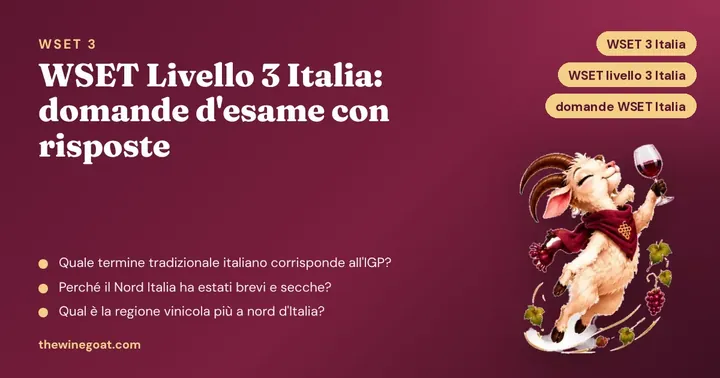 WSET 3
WSET Livello 3 Italia:
domande d'esame con
risposte
WSET 3 Italia
WSET livello 3 Italia
domande WSET Italia
Quale termine tradizionale italiano corrisponde all'IGP?
Perché il Nord Italia ha estati brevi e secche?
Qual è la regione vinicola più a nord d'Italia?
thewinegoat.com